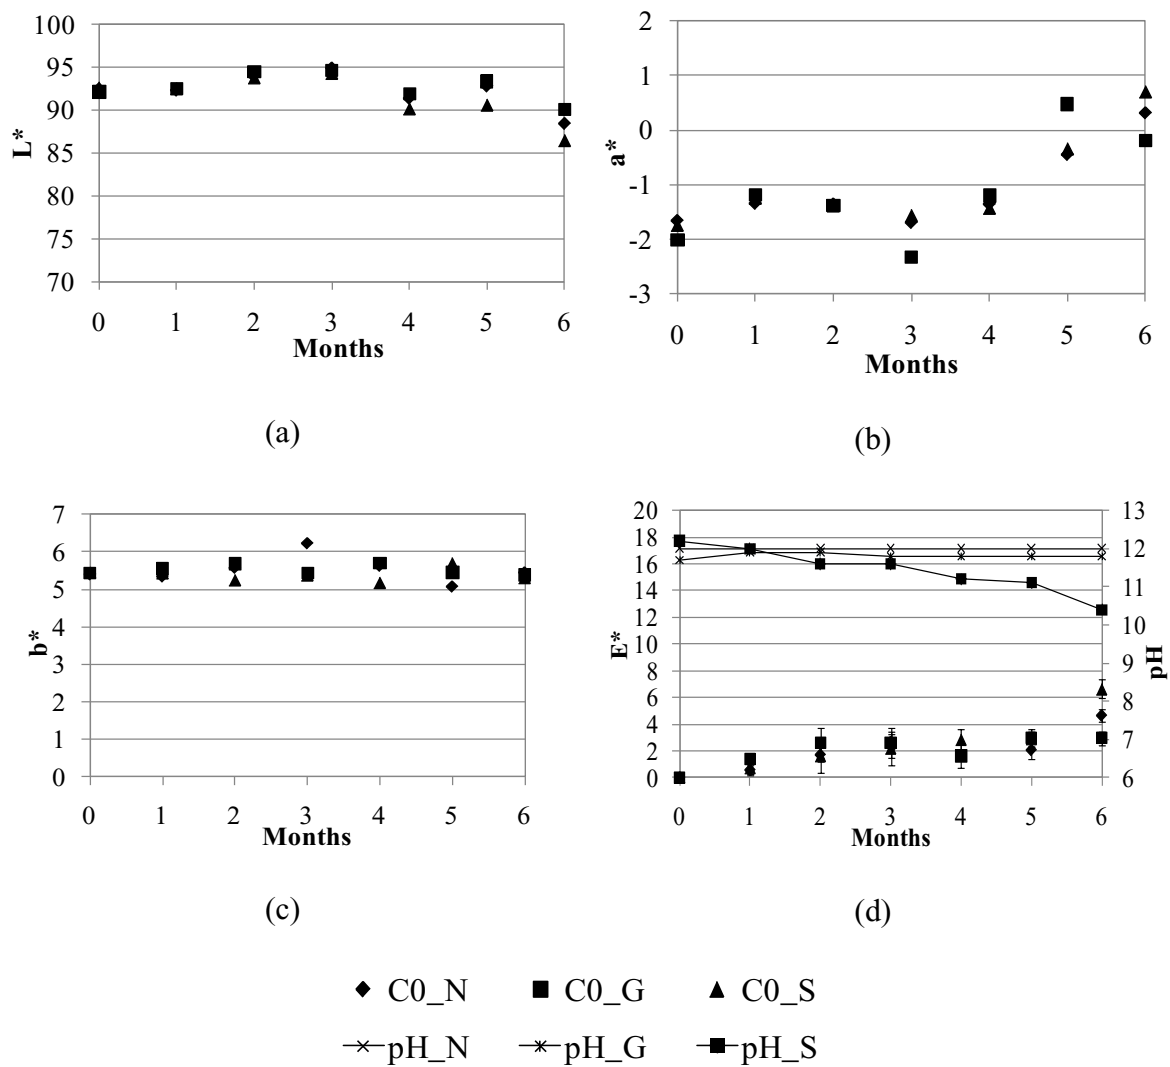 100
95
90
85
80
75
70
L*
0 1 2 3 4 5 6
Months
(a)
2
1
0
-1
-2
-3
a*
0 1 2 3 4 5 6
Months
(b)
7
6
5
4
3
2
1
0
b*
0 1 2 3 4 5 6
Months
(c)
20
18
16
14
12
10
8
6
4
2
0
E*
13
12
11
10
9
8
7
6
pH
0 1 2 3 4 5 6
Months
(d)
C0_N C0_G C0_S
pH_N pH_G pH_S